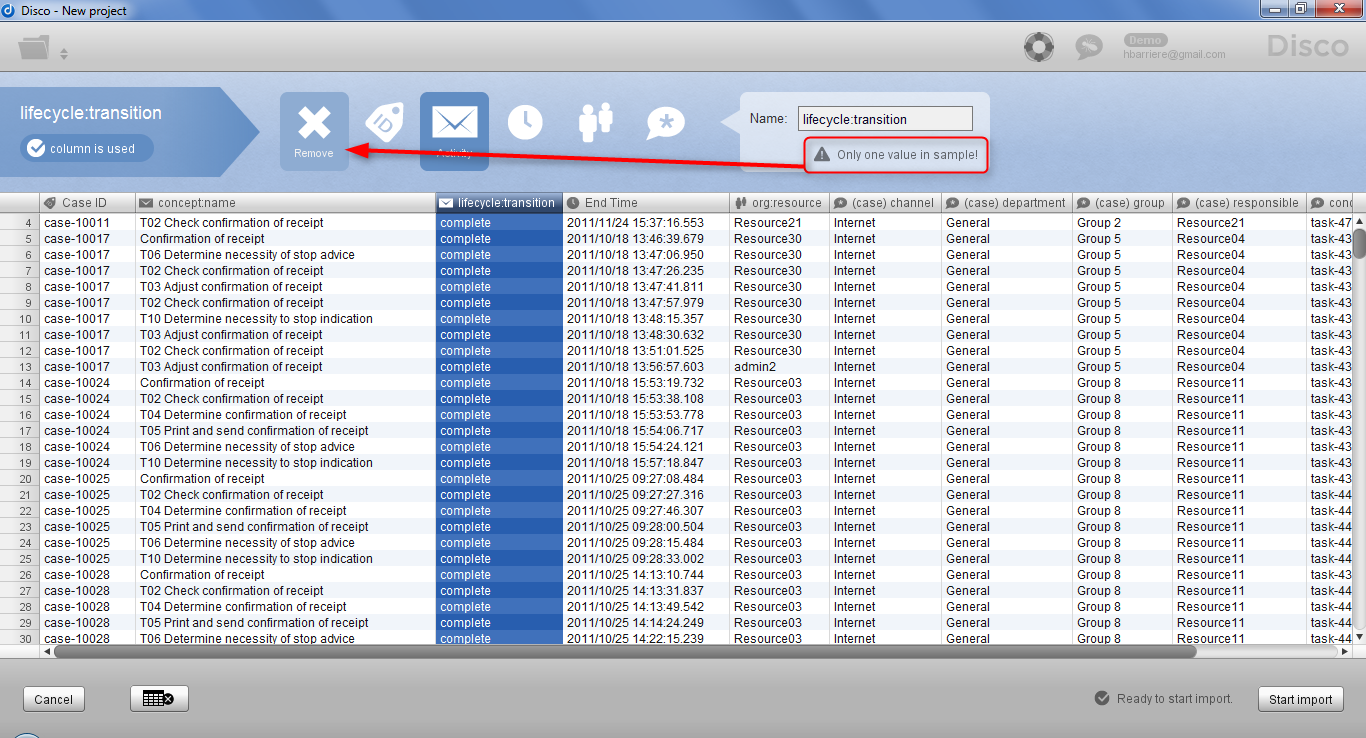 Disco - New project
Demo
hbarriere@gmail.com
Disco
lifecycle:transition
column is used
Remove
ID
Activity
Name: lifecycle:transition
Only one value in sample!
Case ID concept:name lifecycle:transition End Time org:resource (case) channel (case) department (case) group (case) responsible conc
4 case-10011 T02 Check confirmation of receipt complete 2011/11/24 15:37:16.553 Resource21 Internet General Group 2 Resource21 task-47
5 case-10017 Confirmation of receipt complete 2011/10/18 13:46:39.679 Resource30 Internet General Group 5 Resource04 task-43
6 case-10017 T06 Determine necessity of stop advice complete 2011/10/18 13:47:06.950 Resource30 Internet General Group 5 Resource04 task-43
7 case-10017 T02 Check confirmation of receipt complete 2011/10/18 13:47:26.235 Resource30 Internet General Group 5 Resource04 task-43
8 case-10017 T03 Adjust confirmation of receipt complete 2011/10/18 13:47:41.811 Resource30 Internet General Group 5 Resource04 task-43
9 case-10017 T02 Check confirmation of receipt complete 2011/10/18 13:47:57.979 Resource30 Internet General Group 5 Resource04 task-43
10 case-10017 T10 Determine necessity to stop indication complete 2011/10/18 13:48:15.357 Resource30 Internet General Group 5 Resource04 task-43
11 case-10017 T03 Adjust confirmation of receipt complete 2011/10/18 13:48:30.632 Resource30 Internet General Group 5 Resource04 task-43
12 case-10017 T02 Check confirmation of receipt complete 2011/10/18 13:51:01.525 Resource30 Internet General Group 5 Resource04 task-43
13 case-10017 T03 Adjust confirmation of receipt complete 2011/10/18 13:56:57.603 admin2 Internet General Group 5 Resource04 task-43
14 case-10024 Confirmation of receipt complete 2011/10/18 15:53:19.732 Resource03 Internet General Group 8 Resource11 task-43
15 case-10024 T02 Check confirmation of receipt complete 2011/10/18 15:53:38.108 Resource03 Internet General Group 8 Resource11 task-43
16 case-10024 T04 Determine confirmation of receipt complete 2011/10/18 15:53:53.778 Resource03 Internet General Group 8 Resource11 task-43
17 case-10024 T05 Print and send confirmation of receipt complete 2011/10/18 15:54:06.717 Resource03 Internet General Group 8 Resource11 task-43
18 case-10024 T06 Determine necessity of stop advice complete 2011/10/18 15:54:24.121 Resource03 Internet General Group 8 Resource11 task-43
19 case-10024 T10 Determine necessity to stop indication complete 2011/10/18 15:57:18.847 Resource03 Internet General Group 8 Resource11 task-43
20 case-10025 Confirmation of receipt complete 2011/10/25 09:27:08.484 Resource03 Internet General Group 8 Resource11 task-43
21 case-10025 T02 Check confirmation of receipt complete 2011/10/25 09:27:27.316 Resource03 Internet General Group 8 Resource11 task-44
22 case-10025 T04 Determine confirmation of receipt complete 2011/10/25 09:27:46.307 Resource03 Internet General Group 8 Resource11 task-44
23 case-10025 T05 Print and send confirmation of receipt complete 2011/10/25 09:28:00.504 Resource03 Internet General Group 8 Resource11 task-44
24 case-10025 T06 Determine necessity of stop advice complete 2011/10/25 09:28:15.484 Resource03 Internet General Group 8 Resource11 task-44
25 case-10025 T10 Determine necessity to stop indication complete 2011/10/25 09:28:33.002 Resource03 Internet General Group 8 Resource11 task-44
26 case-10028 Confirmation of receipt complete 2011/10/25 14:13:10.744 Resource03 Internet General Group 8 Resource11 task-43
27 case-10028 T02 Check confirmation of receipt complete 2011/10/25 14:13:31.837 Resource03 Internet General Group 8 Resource11 task-44
28 case-10028 T04 Determine confirmation of receipt complete 2011/10/25 14:13:49.542 Resource03 Internet General Group 8 Resource11 task-44
29 case-10028 T05 Print and send confirmation of receipt complete 2011/10/25 14:14:24.249 Resource03 Internet General Group 8 Resource11 task-44
30 case-10028 T06 Determine necessity of stop advice complete 2011/10/25 14:22:15.239 Resource03 Internet General Group 8 Resource11 task-44
Cancel
Ready to start import.
Start import